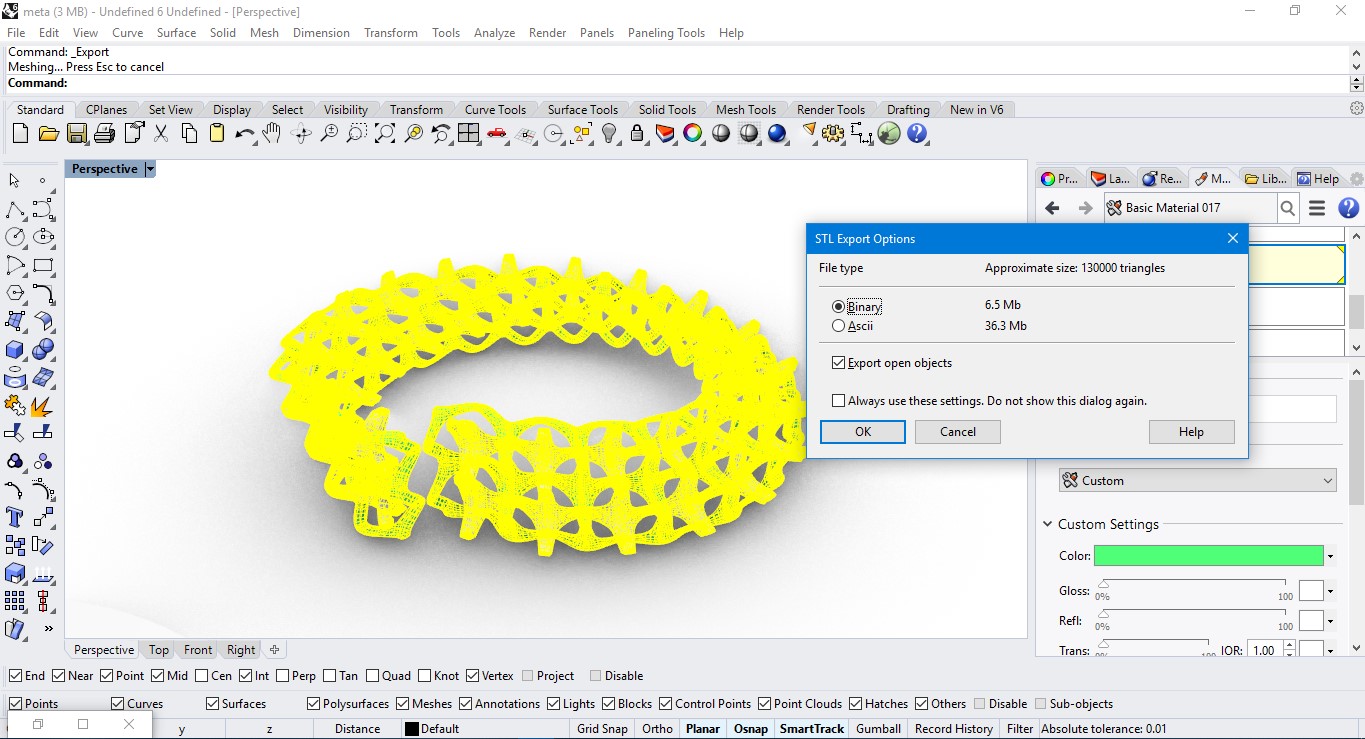 meta (3 MB) - Undefined 6 Undefined - [Perspective]
File Edit View Curve Surface Solid Mesh Dimension Transform Tools Analyze Render Panels Paneling Tools Help
Command: _Export
Meshing... Press Esc to cancel
Command:
Standard CPlanes Set View Display Select Visibility Transform Curve Tools Surface Tools Solid Tools Mesh Tools Render Tools Drafting New in V6
Perspective
Pr... La... Re... M... Lib... Help
Basic Material 017
STL Export Options
File type Approximate size: 130000 triangles
Binary 6.5 Mb
Ascii 36.3 Mb
Export open objects
Always use these settings. Do not show this dialog again.
OK Cancel Help
Custom
Custom Settings
Color:
Gloss:
0% 100
Refl:
0% 100
Trans: IOR: 1.00
0% 100
Perspective Top Front Right
End Near Point Mid Cen Int Perp Tan Quad Knot Vertex Project Disable
Points Curves Surfaces Polysurfaces Meshes Annotations Lights Blocks Control Points Point Clouds Hatches Others Disable Sub-objects
y z Distance Default Grid Snap Ortho Planar Osnap SmartTrack Gumball Record History Filter Absolute tolerance: 0.01